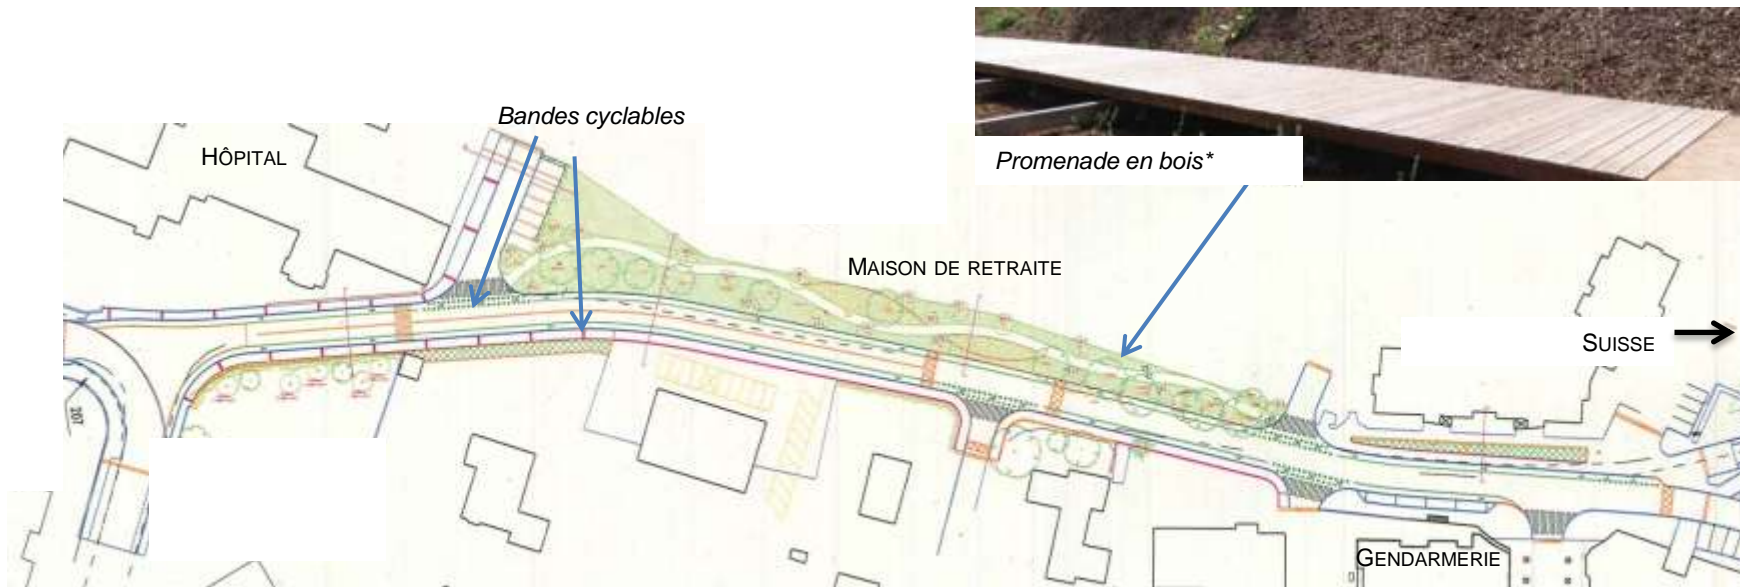 Bandes cyclables
HÔPITAL
Promenade en bois*
MAISON DE RETRAITE
SUISSE
207
GENDARMERIE